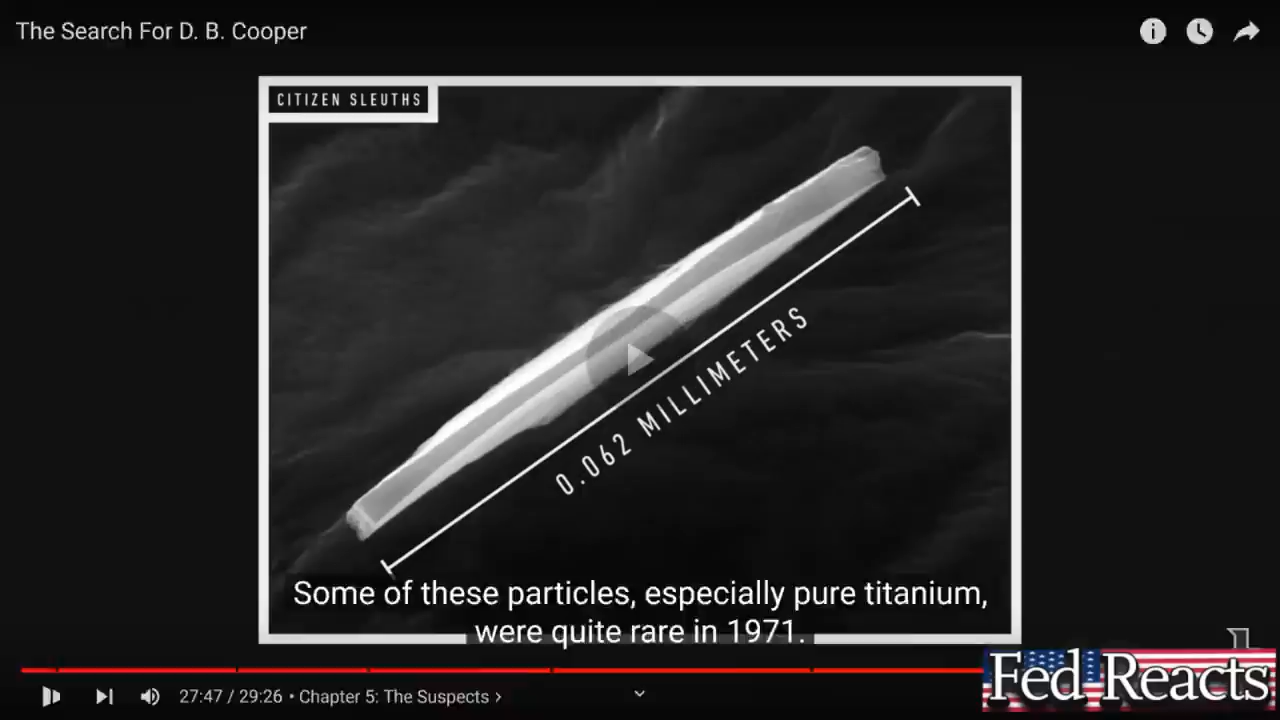 The Search For D. B. Cooper
CITIZEN SLEUTHS
0.062 MILLIMETERS
Some of these particles, especially pure titanium,
were quite rare in 1971.
27:47 / 29:26 • Chapter 5: The Suspects ›
Fed Reacts